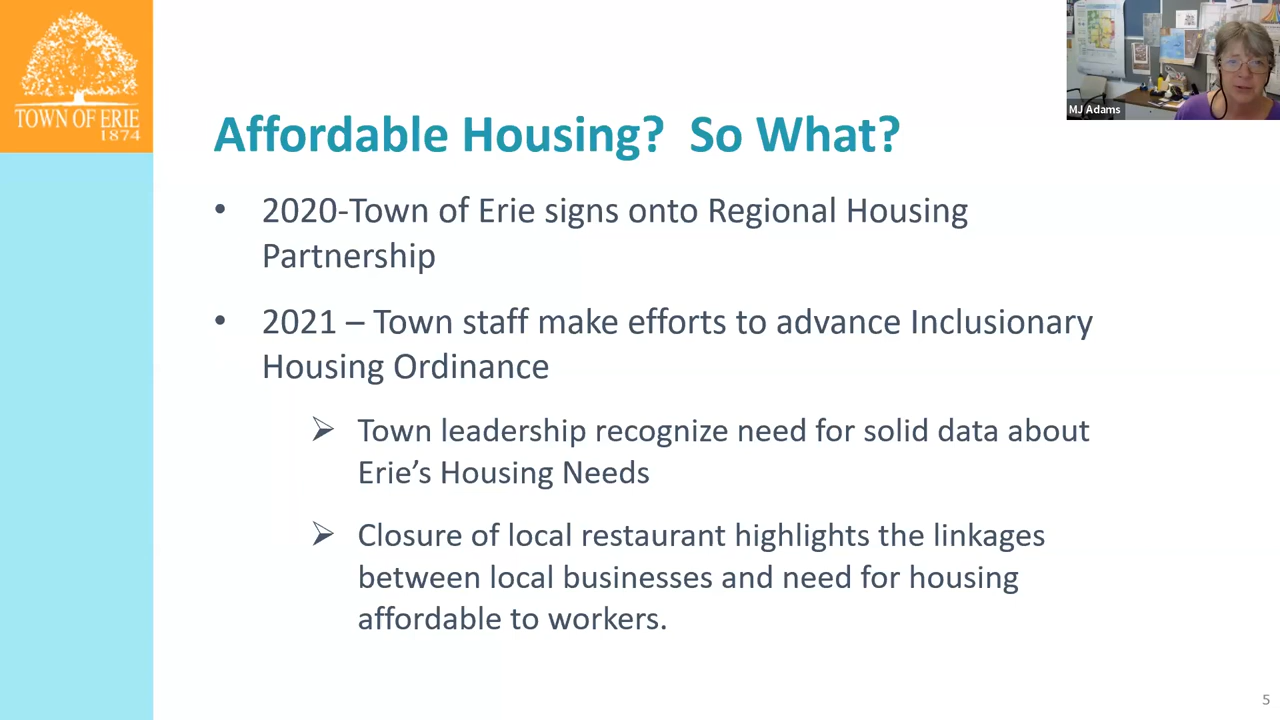 TOWN OF ERIE
1874
MJ Adams
Affordable Housing? So What?
• 2020-Town of Erie signs onto Regional Housing
Partnership
• 2021 – Town staff make efforts to advance Inclusionary
Housing Ordinance
➢ Town leadership recognize need for solid data about
Erie’s Housing Needs
➢ Closure of local restaurant highlights the linkages
between local businesses and need for housing
affordable to workers.
5